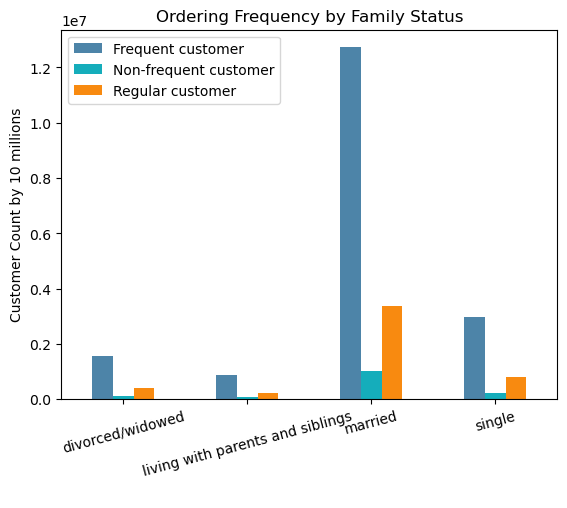 Ordering Frequency by Family Status
1e7
Frequent customer
Non-frequent customer
Regular customer
Customer Count by 10 millions
1.2
1.0
0.8
0.6
0.4
0.2
0.0
divorced/widowed
living with parents and siblings
married
single